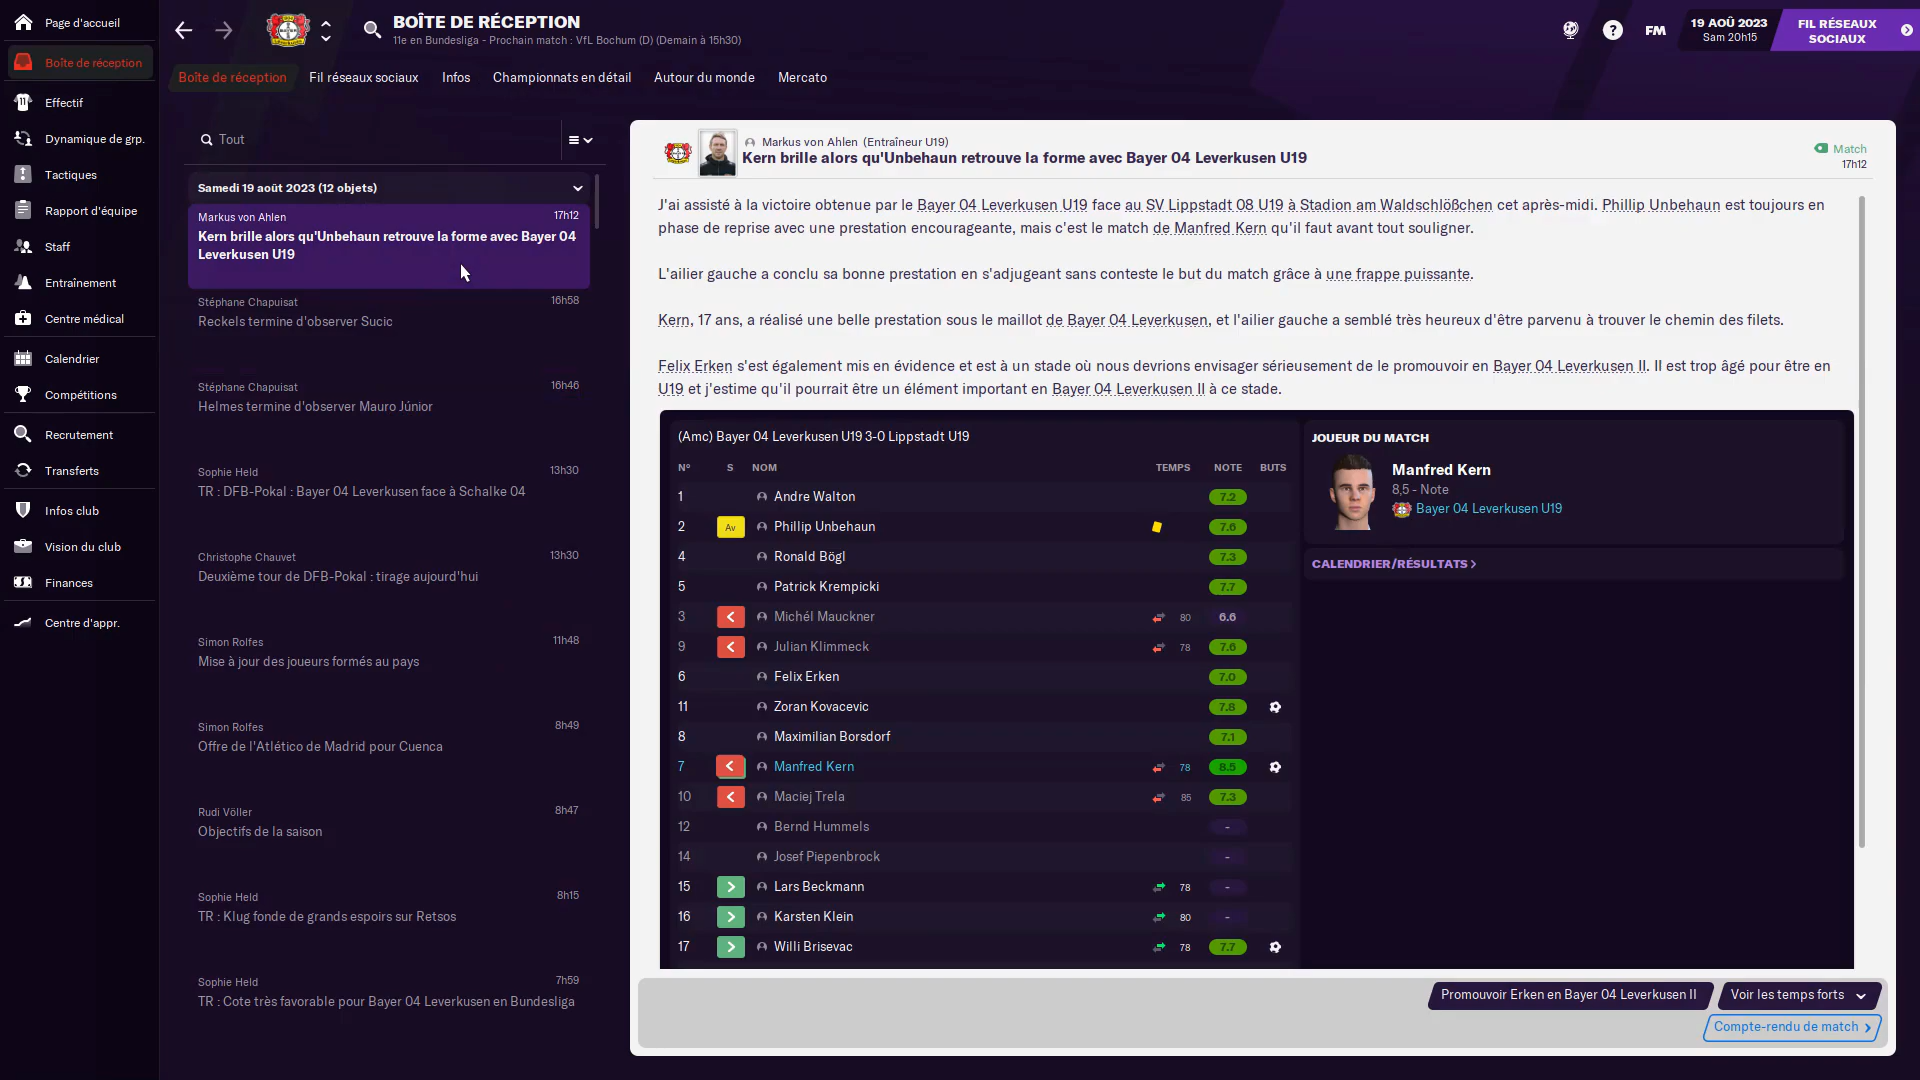 Page d'accueil
Boîte de réception
Effectif
Dynamique de grp.
Tactiques
Rapport d'équipe
Staff
Entraînement
Centre médical
Calendrier
Compétitions
Recrutement
Transferts
Infos club
Vision du club
Finances
Centre d'appr.
BOÎTE DE RÉCEPTION
11e en Bundesliga - Prochain match : VfL Bochum (D) (Demain à 15h30)
FM
19 AOÛ 2023
Sam 20h15
FIL RÉSEAUX
SOCIAUX
Boîte de réception
Fil réseaux sociaux
Infos
Championnats en détail
Autour du monde
Mercato
Tout
Samedi 19 août 2023 (12 objets)
Markus von Ahlen 17h12
Kern brille alors qu'Unbehaun retrouve la forme avec Bayer 04
Leverkusen U19
Stéphane Chapuisat 16h58
Reckels termine d'observer Sucic
Stéphane Chapuisat 16h46
Helmes termine d'observer Mauro Júnior
Sophie Held 13h30
TR : DFB-Pokal : Bayer 04 Leverkusen face à Schalke 04
Christophe Chauvet 13h30
Deuxième tour de DFB-Pokal : tirage aujourd'hui
Simon Rolfes 11h48
Mise à jour des joueurs formés au pays
Simon Rolfes 8h49
Offre de l'Atlético de Madrid pour Cuenca
Rudi Völler 8h47
Objectifs de la saison
Sophie Held 8h15
TR : Klug fonde de grands espoirs sur Retsos
Sophie Held 7h59
TR : Cote très favorable pour Bayer 04 Leverkusen en Bundesliga
Markus von Ahlen (Entraîneur U19)
Kern brille alors qu'Unbehaun retrouve la forme avec Bayer 04 Leverkusen U19
Match
17h12
J'ai assisté à la victoire obtenue par le Bayer 04 Leverkusen U19 face au SV Lippstadt 08 U19 à Stadion am Waldschlößchen cet après-midi. Phillip Unbehaun est toujours en
phase de reprise avec une prestation encourageante, mais c'est le match de Manfred Kern qu'il faut avant tout souligner.
L'ailier gauche a conclu sa bonne prestation en s'adjugeant sans conteste le but du match grâce à une frappe puissante.
Kern, 17 ans, a réalisé une belle prestation sous le maillot de Bayer 04 Leverkusen, et l'ailier gauche a semblé très heureux d'être parvenu à trouver le chemin des filets.
Felix Erken s'est également mis en évidence et est à un stade où nous devrions envisager sérieusement de le promouvoir en Bayer 04 Leverkusen II. Il est trop âgé pour être en
U19 et j'estime qu'il pourrait être un élément important en Bayer 04 Leverkusen II à ce stade.
(Amc) Bayer 04 Leverkusen U19 3-0 Lippstadt U19
Nº S NOM TEMPS NOTE BUTS
1 Andre Walton 7.2
2 Av Phillip Unbehaun 7.6
4 Ronald Bögl 7.3
5 Patrick Krempicki 7.7
3 Michél Mauckner 80 6.6
9 Julian Klimmeck 78 7.6
6 Felix Erken 7.0
11 Zoran Kovacevic 7.8
8 Maximilian Borsdorf 7.1
7 Manfred Kern 78 8.5
10 Maciej Trela 85 7.3
12 Bernd Hummels -
14 Josef Piepenbrock -
15 Lars Beckmann 78 -
16 Karsten Klein 80 -
17 Willi Brisevac 78 7.7
JOUEUR DU MATCH
Manfred Kern
8,5 - Note
Bayer 04 Leverkusen U19
CALENDRIER/RÉSULTATS >
Promouvoir Erken en Bayer 04 Leverkusen II
Voir les temps forts
Compte-rendu de match